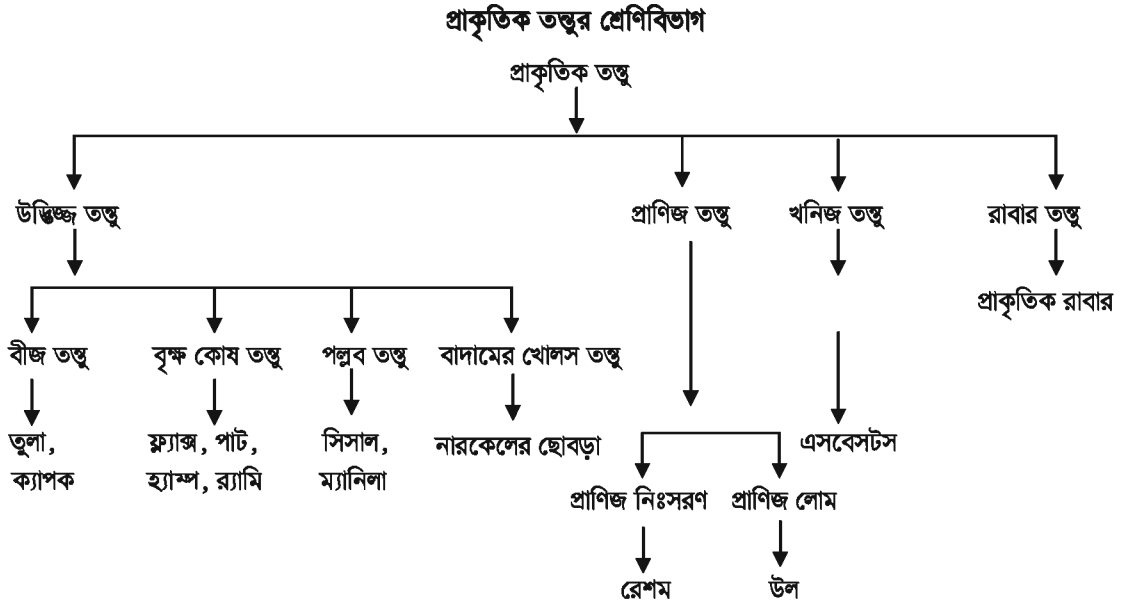 প্রাকৃতিক তন্তুর শ্রেণিবিভাগ
প্রাকৃতিক তন্তু
উদ্ভিজ্জ তন্তু প্রাণিজ তন্তু খনিজ তন্তু রাবার তন্তু
প্রাকৃতিক রাবার
বীজ তন্তু বৃক্ষ কোষ তন্তু পল্লব তন্তু বাদামের খোলস তন্তু
তুলা, ফ্ল্যাক্স, পাট, সিসাল, নারকেলের ছোবড়া এসবেসটস
ক্যাপক হ্যাম্প, র‍্যামি ম্যানিলা
প্রাণিজ নিঃসরণ প্রাণিজ লোম
রেশম উল